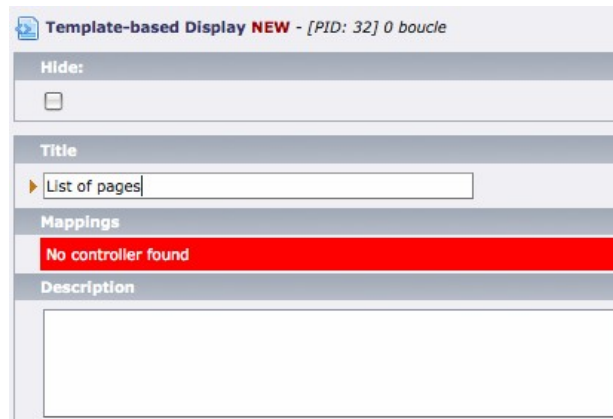 Template-based Display NEW - [PID: 32] 0 boucle
Hide:
Title
List of pages
Mappings
No controller found
Description